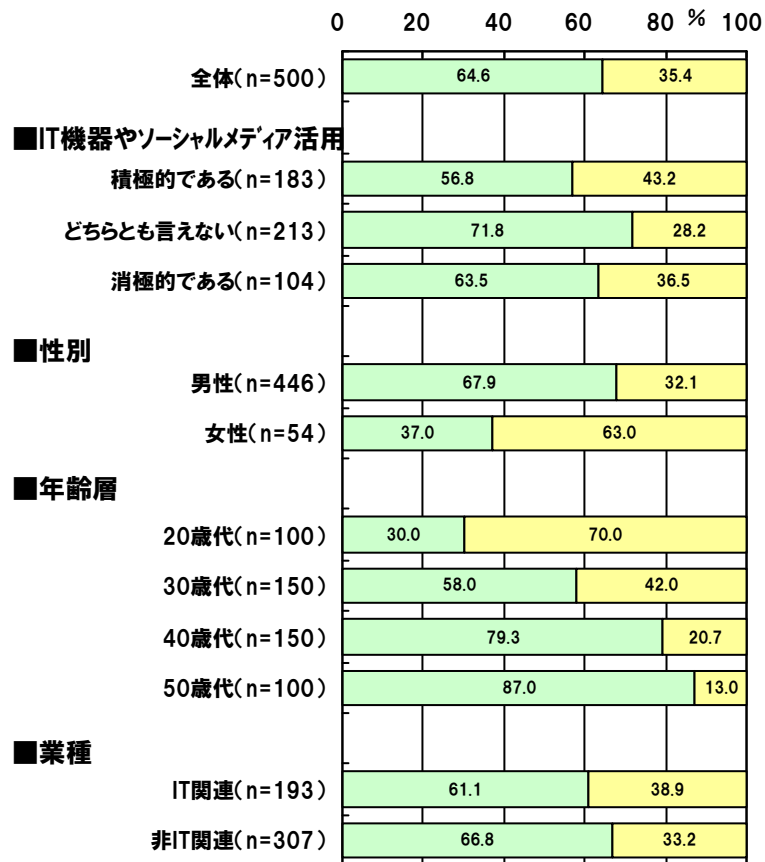 0 20 40 60 80 % 100
全体(n=500) 64.6 35.4
■IT機器やソーシャルメディア活用
積極的である(n=183) 56.8 43.2
どちらとも言えない(n=213) 71.8 28.2
消極的である(n=104) 63.5 36.5
■性別
男性(n=446) 67.9 32.1
女性(n=54) 37.0 63.0
■年齢層
20歳代(n=100) 30.0 70.0
30歳代(n=150) 58.0 42.0
40歳代(n=150) 79.3 20.7
50歳代(n=100) 87.0 13.0
■業種
IT関連(n=193) 61.1 38.9
非IT関連(n=307) 66.8 33.2